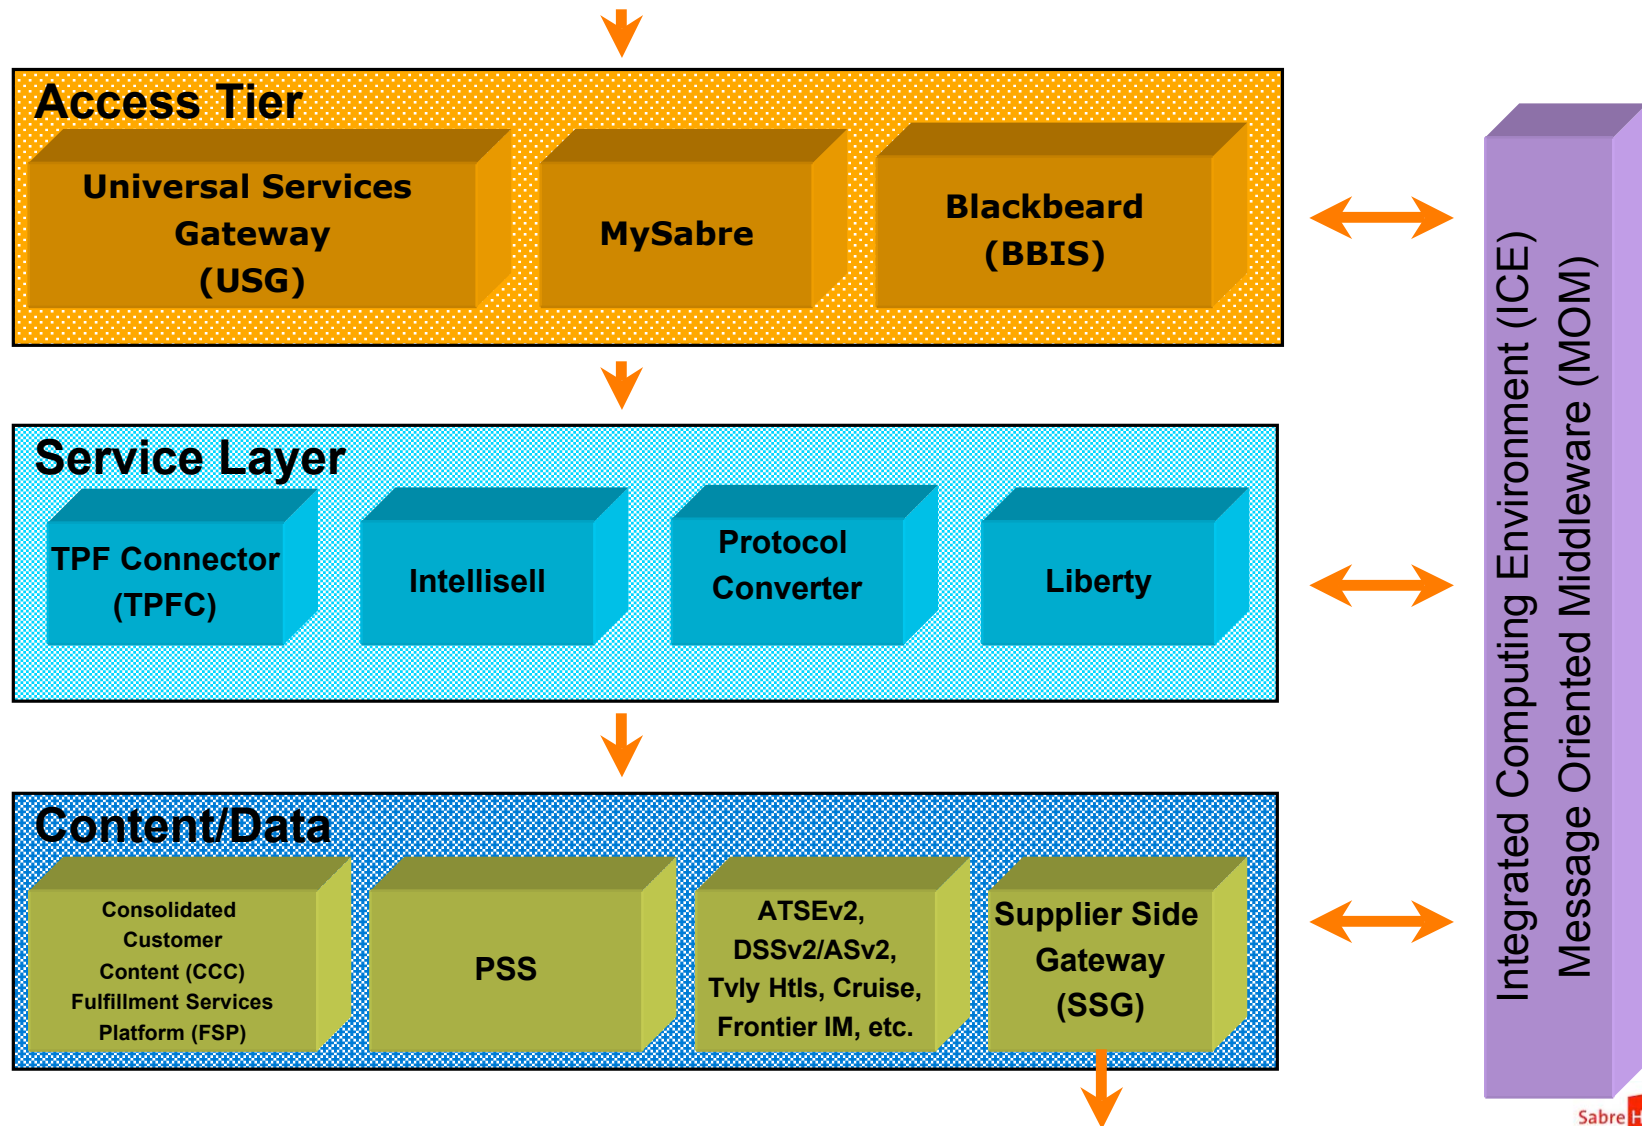 Access Tier
Universal Services
Gateway
(USG)
MySabre
Blackbeard
(BBIS)
Service Layer
TPF Connector
(TPFC)
Intellisell
Protocol
Converter
Liberty
Content/Data
Consolidated
Customer
Content (CCC)
Fulfillment Services
Platform (FSP)
PSS
ATSEv2,
DSSv2/ASv2,
Tvly Htls, Cruise,
Frontier IM, etc.
Supplier Side
Gateway
(SSG)
Integrated Computing Environment (ICE)
Message Oriented Middleware (MOM)
Sabre H